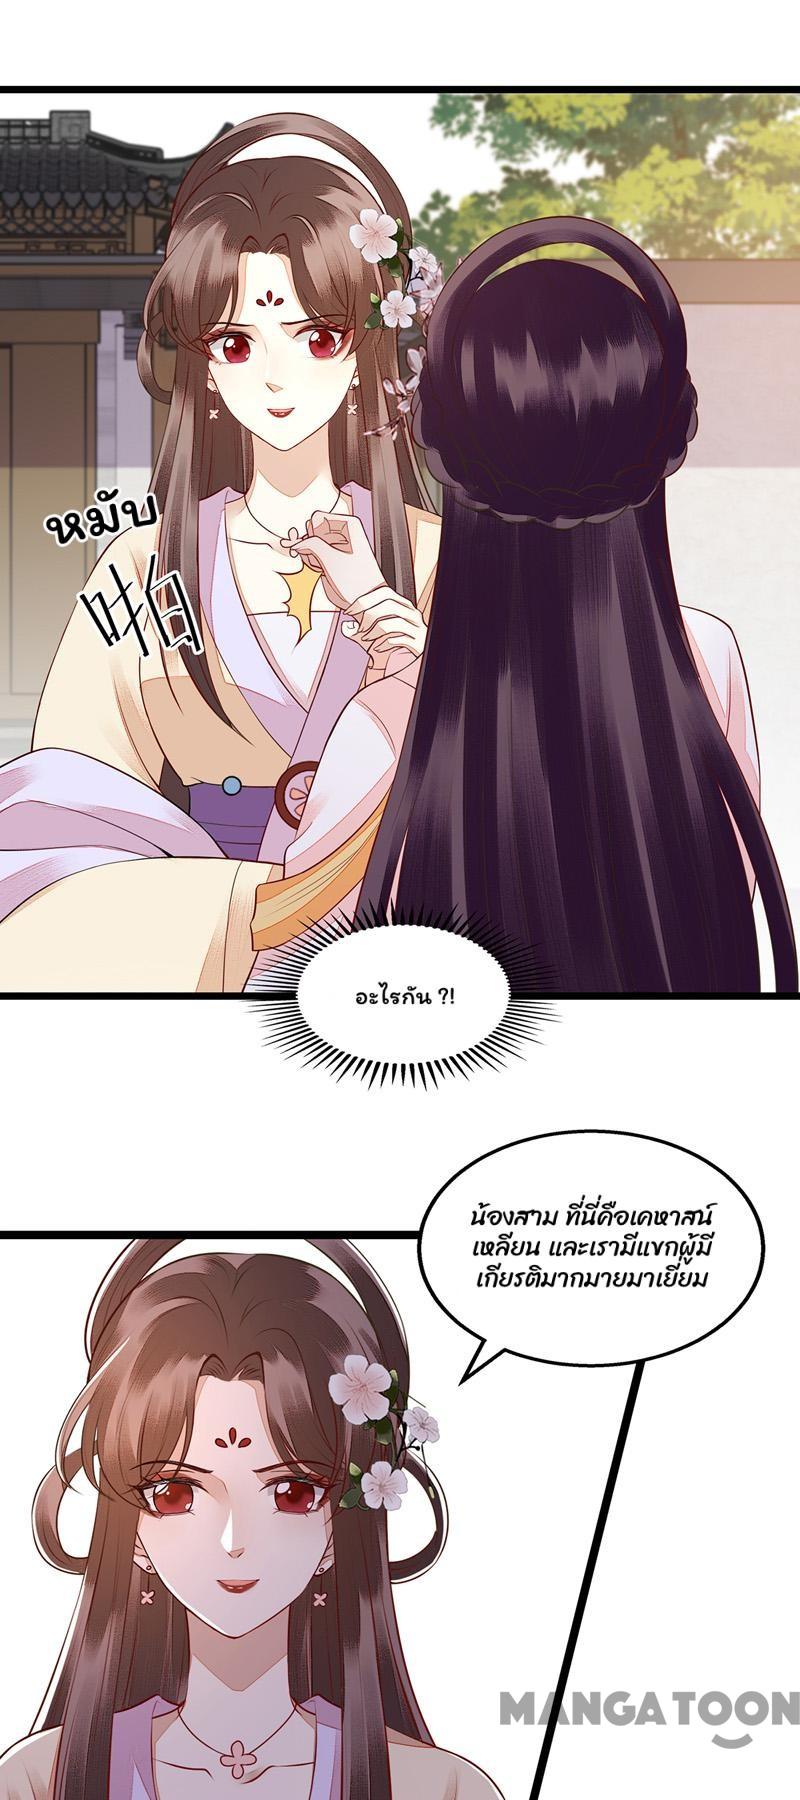 หมับ
啪
อะไรกัน ?!
น้องสาม ที่นี่คือเคหาสน์
เหลียน และเรามีแขกผู้มี
เกียรติมากมายมาเยี่ยม
MANGATOON